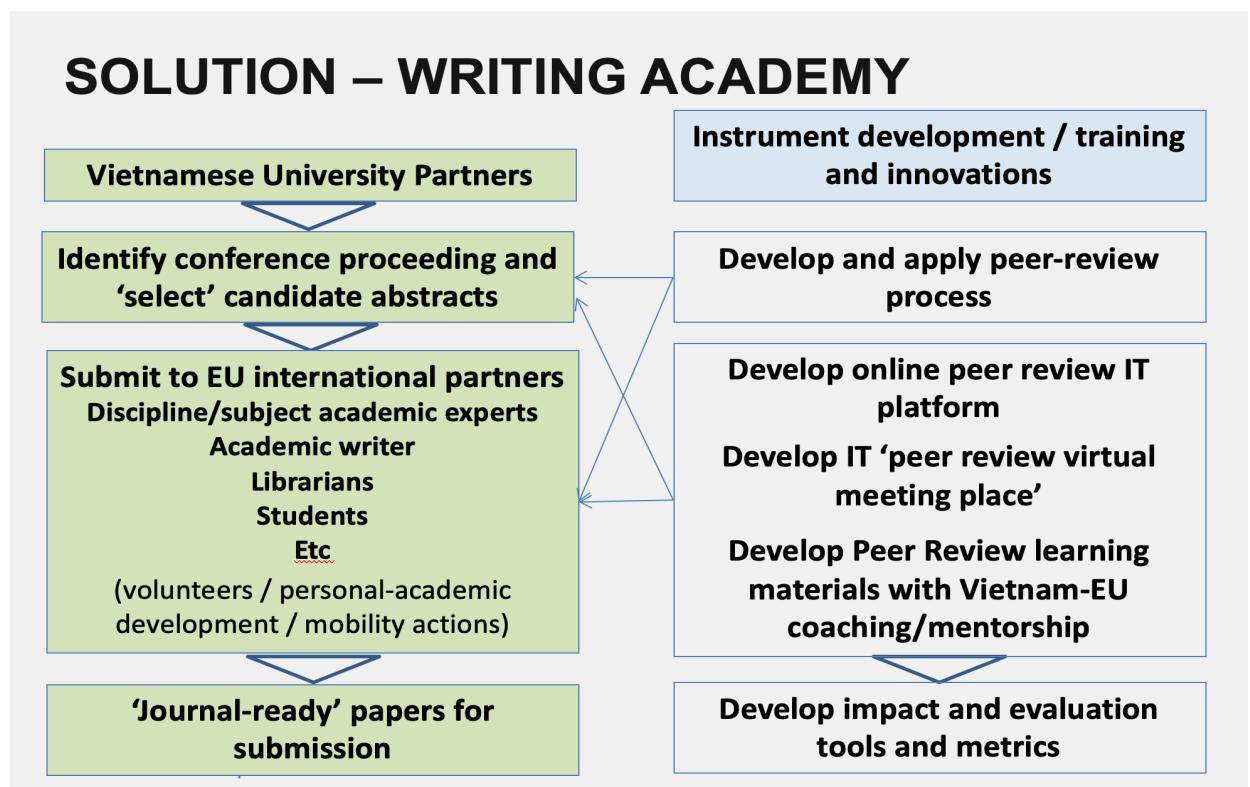 SOLUTION – WRITING ACADEMY
Vietnamese University Partners
Identify conference proceeding and
‘select’ candidate abstracts
Submit to EU international partners
Discipline/subject academic experts
Academic writer
Librarians
Students
Etc
(volunteers / personal-academic
development / mobility actions)
‘Journal-ready’ papers for
submission
Instrument development / training
and innovations
Develop and apply peer-review
process
Develop online peer review IT
platform
Develop IT ‘peer review virtual
meeting place’
Develop Peer Review learning
materials with Vietnam-EU
coaching/mentorship
Develop impact and evaluation
tools and metrics